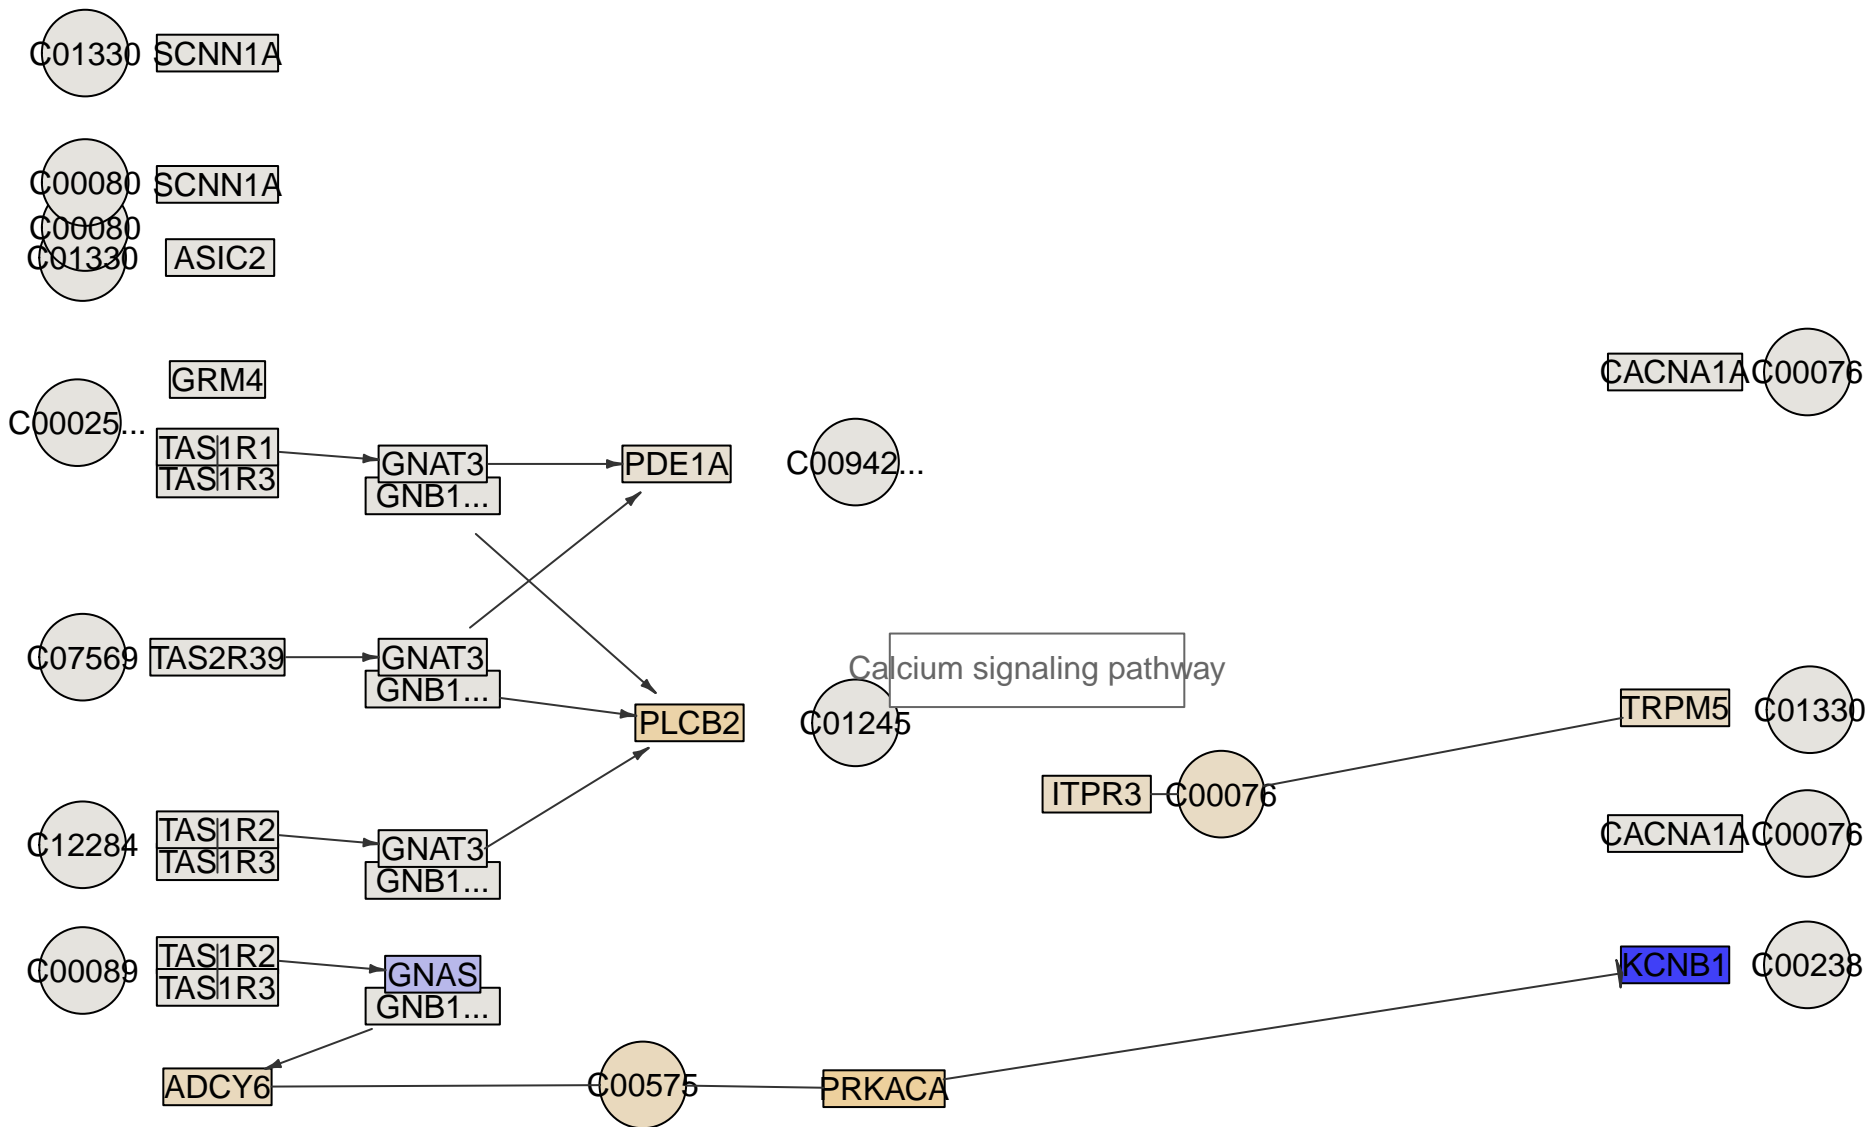 C01330
SCNN1A
C00080
SCNN1A
C00080
C01330
ASIC2
GRM4
C00025...
TAS1R1
TAS1R3
GNAT3
GNB1...
PDE1A
C00942...
CACNA1A
C00076
C07569
TAS2R39
GNAT3
GNB1...
PLCB2
C01245
Calcium signaling pathway
TRPM5
C01330
ITPR3
C00076
C12284
TAS1R2
TAS1R3
GNAT3
GNB1...
CACNA1A
C00076
C00089
TAS1R2
TAS1R3
GNAS
GNB1...
KCNB1
C00238
ADCY6
C00575
PRKACA